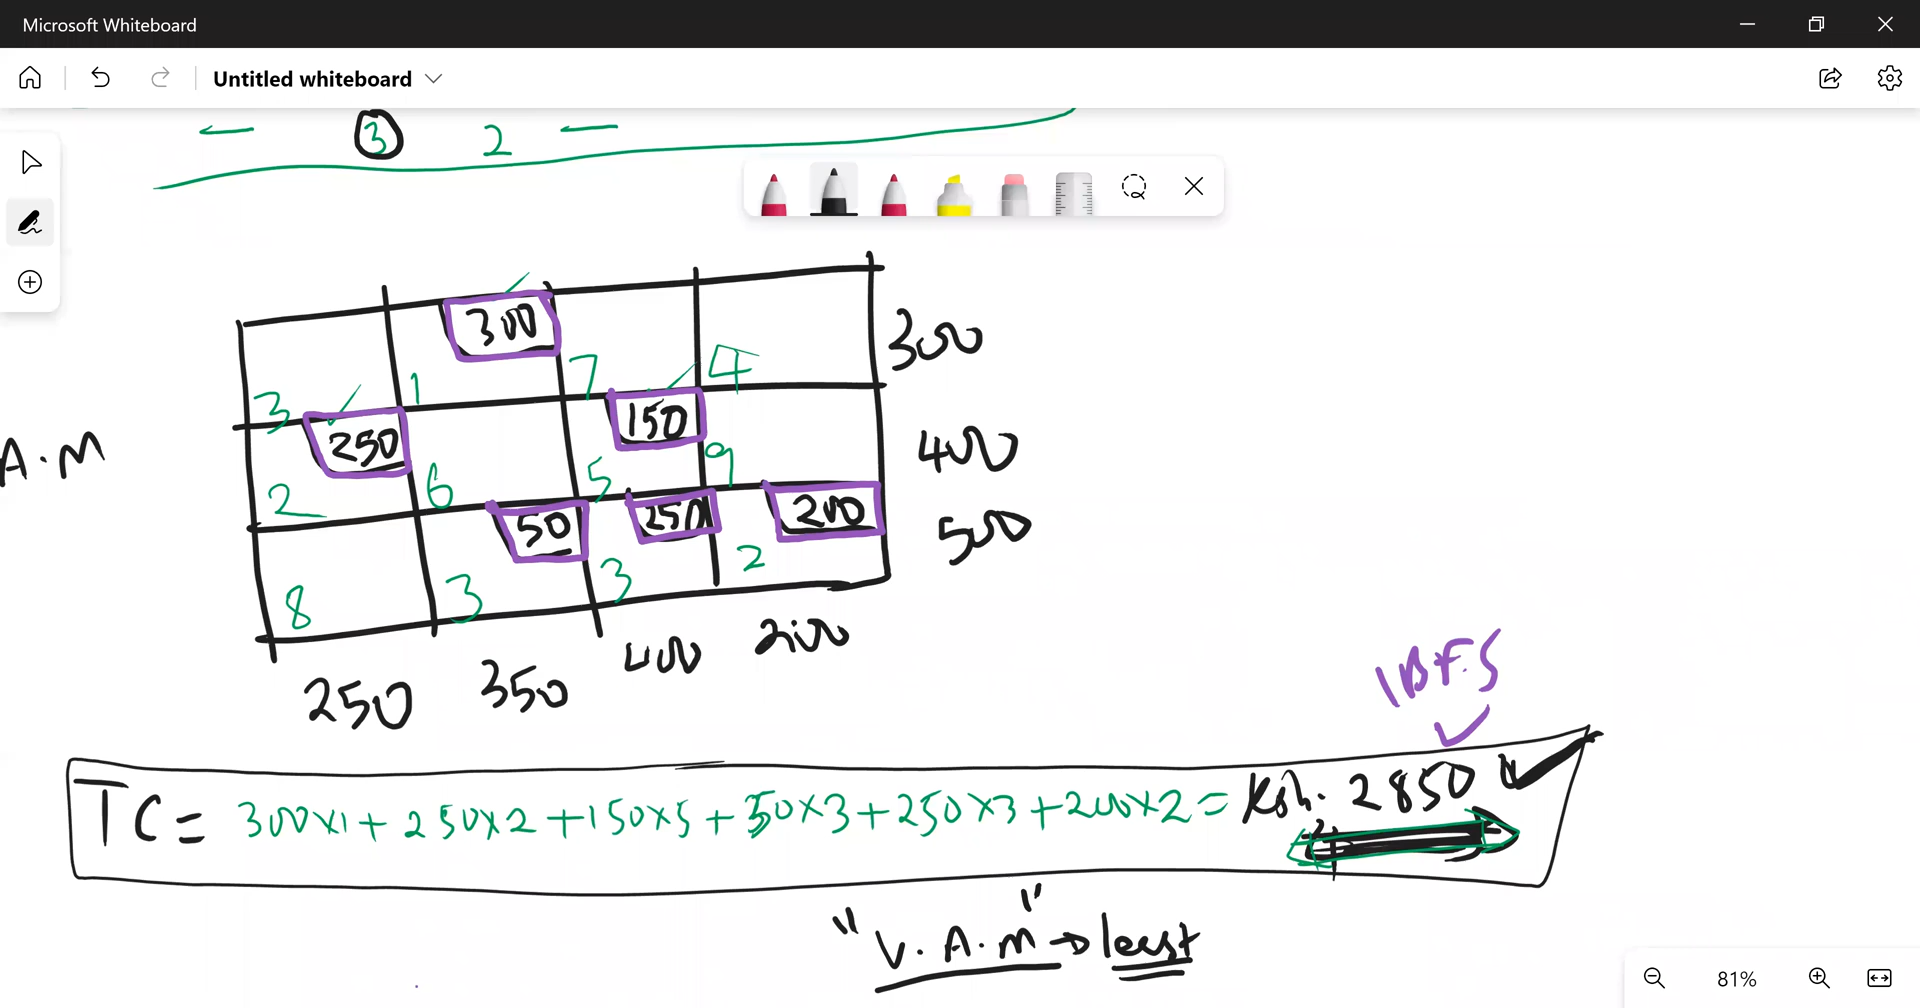 Microsoft Whiteboard
Untitled whiteboard
— 3 2 —
300
3 1 7 4 300
A.M 250 150
2 6 5 9 400
50 250 200
8 3 3 2 500
250 350 400 200
IBF.S
TC = 300x1 + 250x2 + 150x5 + 50x3 + 250x3 + 200x2 = Ksh. 2850
"V.A.M" → least
81%